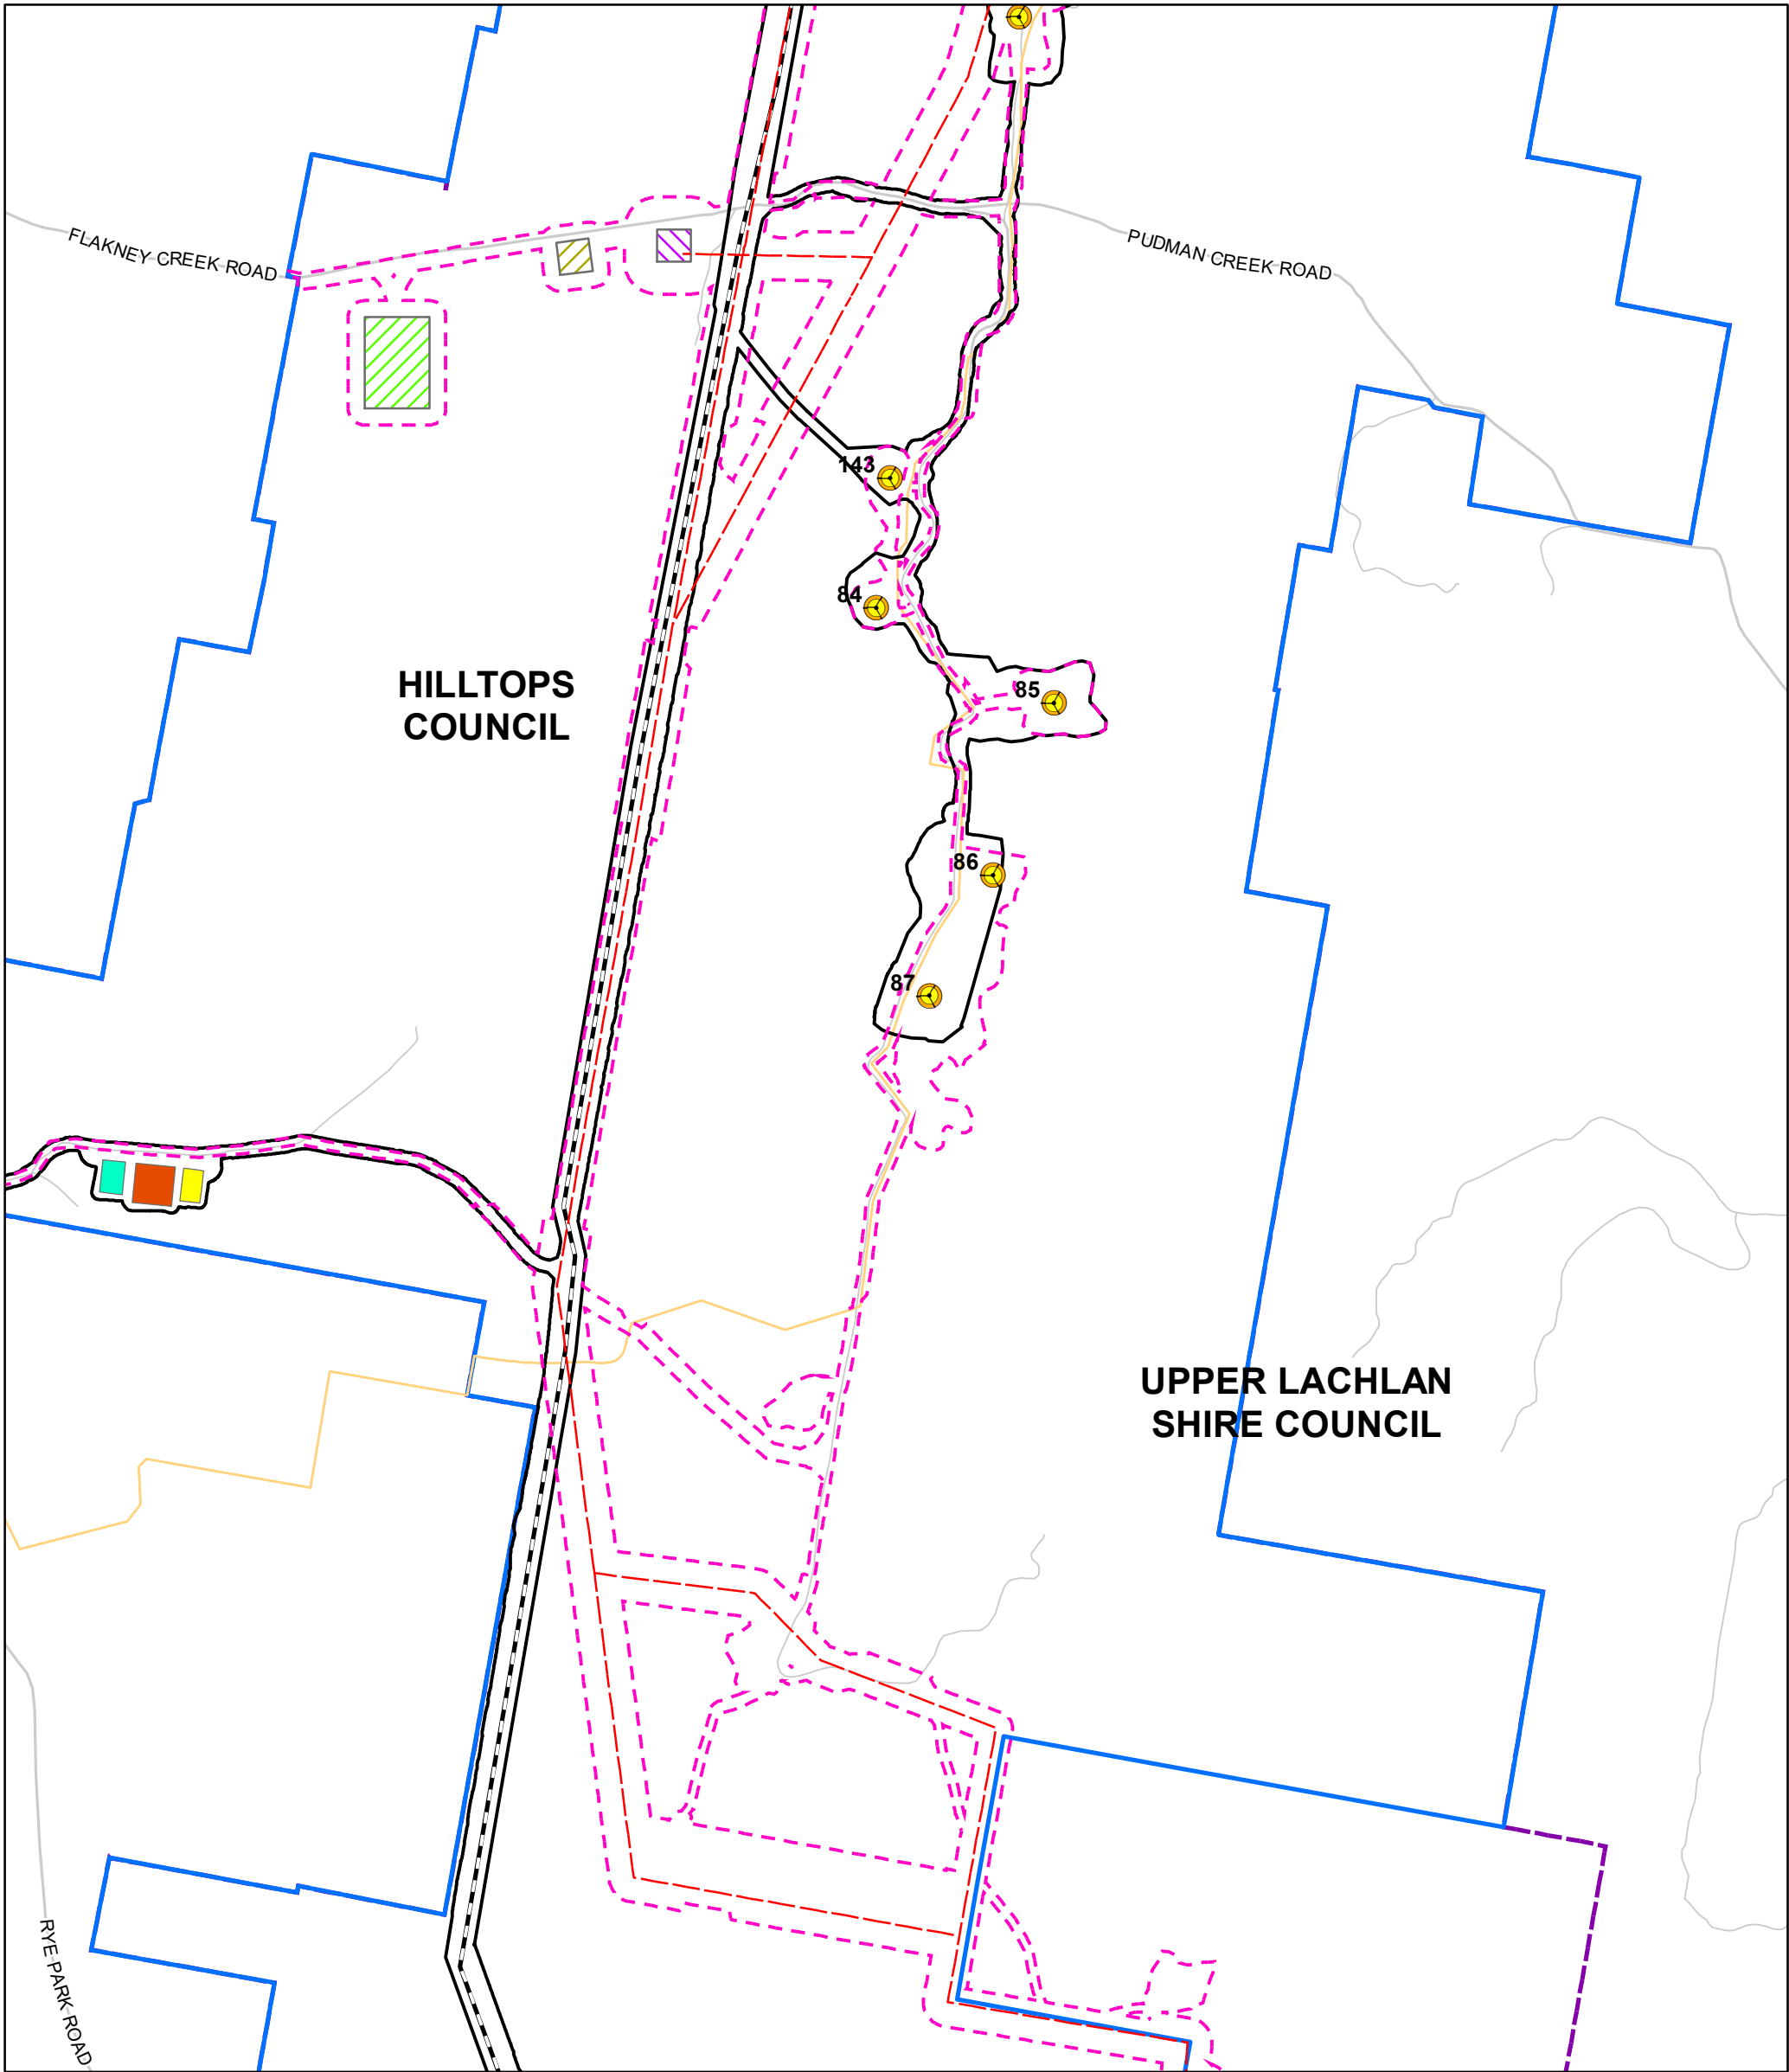 FLAKNEY CREEK ROAD
PUDMAN CREEK ROAD
143
84
HILLTOPS
COUNCIL
85
86
87
UPPER LACHLAN
SHIRE COUNCIL
RYE PARK ROAD